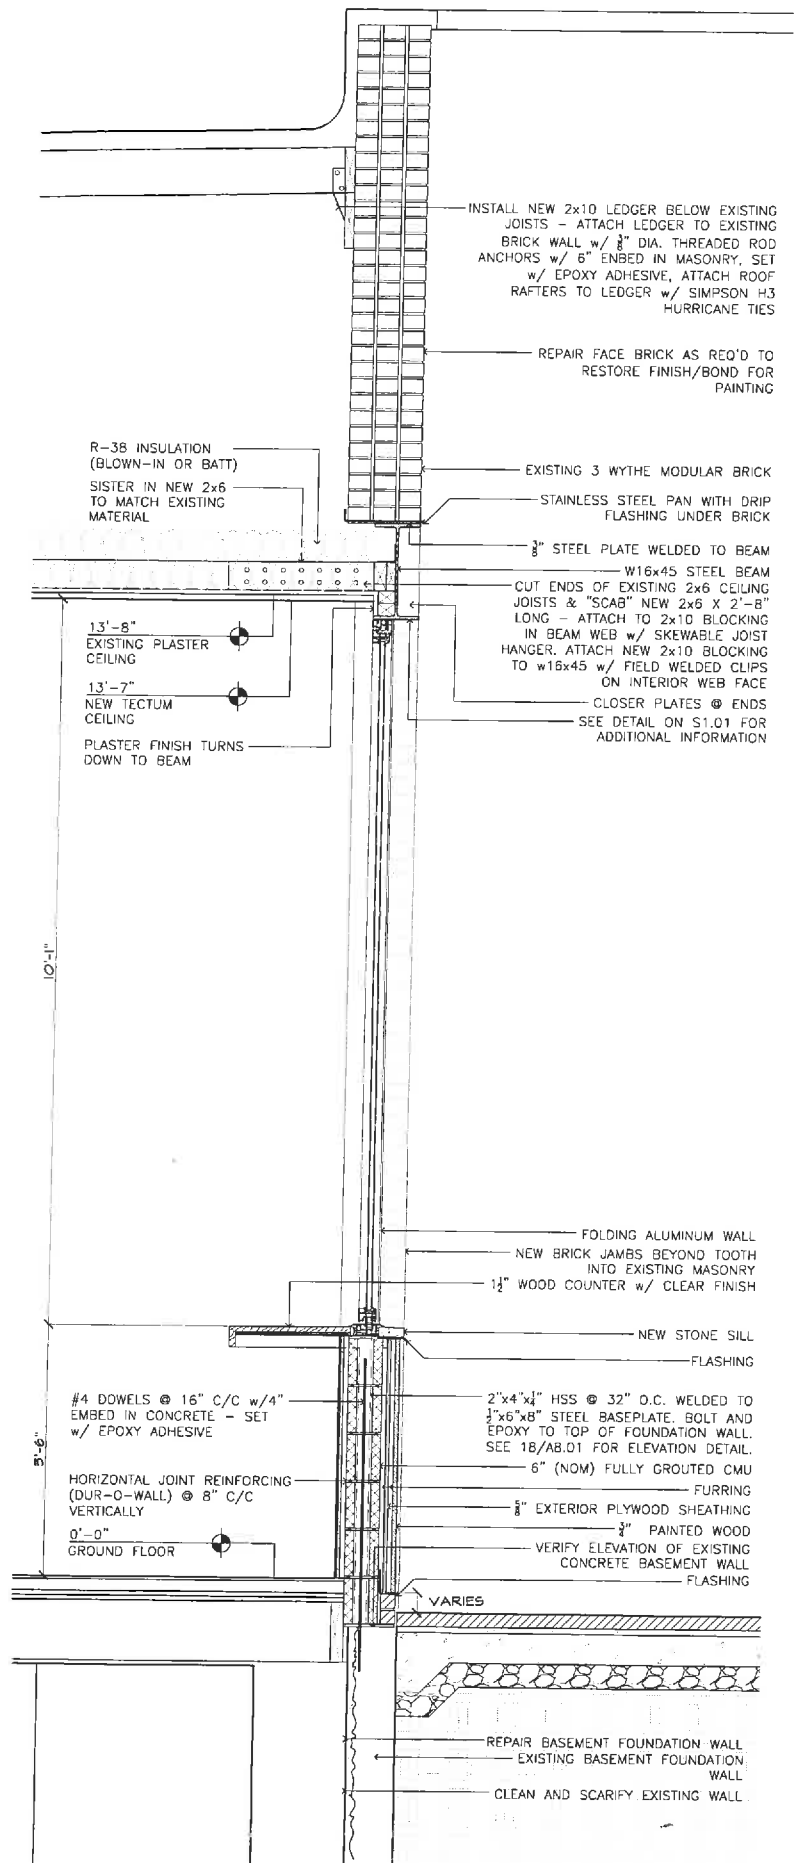 INSTALL NEW 2x10 LEDGER BELOW EXISTING
JOISTS – ATTACH LEDGER TO EXISTING
BRICK WALL w/ 3/8" DIA. THREADED ROD
ANCHORS w/ 6" ENBED IN MASONRY, SET
w/ EPOXY ADHESIVE, ATTACH ROOF
RAFTERS TO LEDGER w/ SIMPSON H3
HURRICANE TIES
REPAIR FACE BRICK AS REQ'D TO
RESTORE FINISH/BOND FOR
PAINTING
R-38 INSULATION
(BLOWN-IN OR BATT)
SISTER IN NEW 2x6
TO MATCH EXISTING
MATERIAL
EXISTING 3 WYTHE MODULAR BRICK
STAINLESS STEEL PAN WITH DRIP
FLASHING UNDER BRICK
3/8" STEEL PLATE WELDED TO BEAM
W16x45 STEEL BEAM
CUT ENDS OF EXISTING 2x6 CEILING
JOISTS & "SCAB" NEW 2x6 X 2'-8"
LONG – ATTACH TO 2x10 BLOCKING
IN BEAM WEB w/ SKEWABLE JOIST
HANGER. ATTACH NEW 2x10 BLOCKING
TO w16x45 w/ FIELD WELDED CLIPS
ON INTERIOR WEB FACE
CLOSER PLATES @ ENDS
SEE DETAIL ON S1.01 FOR
ADDITIONAL INFORMATION
13'-8"
EXISTING PLASTER
CEILING
13'-7"
NEW TECTUM
CEILING
PLASTER FINISH TURNS
DOWN TO BEAM
10'-1"
FOLDING ALUMINUM WALL
NEW BRICK JAMBS BEYOND TOOTH
INTO EXISTING MASONRY
1 1/2" WOOD COUNTER w/ CLEAR FINISH
NEW STONE SILL
FLASHING
#4 DOWELS @ 16" C/C w/4"
EMBED IN CONCRETE – SET
w/ EPOXY ADHESIVE
3'-6"
HORIZONTAL JOINT REINFORCING
(DUR-O-WALL) @ 8" C/C
VERTICALLY
0'-0"
GROUND FLOOR
2"x4"x1/4" HSS @ 32" O.C. WELDED TO
1/2"x6"x8" STEEL BASEPLATE. BOLT AND
EPOXY TO TOP OF FOUNDATION WALL.
SEE 18/A8.01 FOR ELEVATION DETAIL.
6" (NOM) FULLY GROUTED CMU
FURRING
5/8" EXTERIOR PLYWOOD SHEATHING
3/4" PAINTED WOOD
VERIFY ELEVATION OF EXISTING
CONCRETE BASEMENT WALL
FLASHING
VARIES
REPAIR BASEMENT FOUNDATION WALL
EXISTING BASEMENT FOUNDATION
WALL
CLEAN AND SCARIFY EXISTING WALL